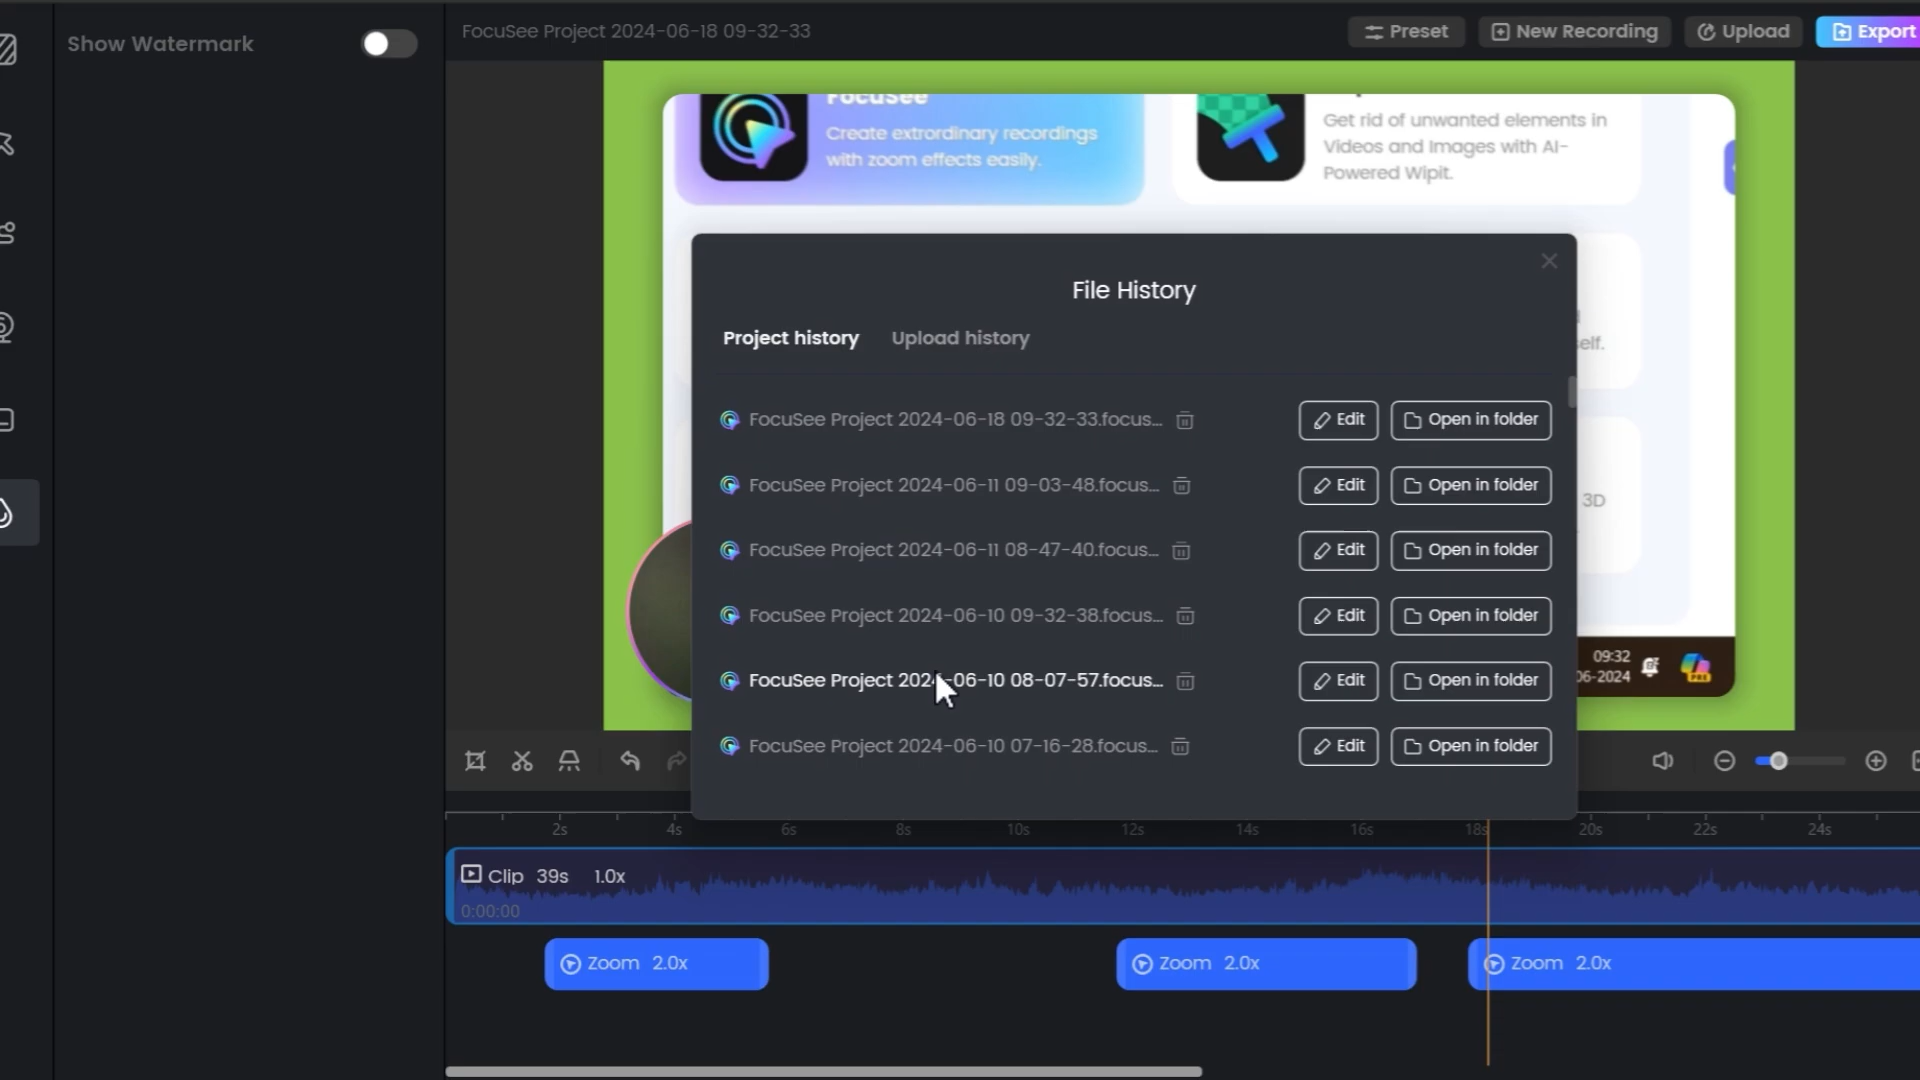 Show Watermark
FocuSee Project 2024-06-18 09-32-33
Preset
New Recording
Upload
Export
FocuSee
Create extrordinary recordings
with zoom effects easily.
Get rid of unwanted elements in
Videos and Images with AI-
Powered Wipit.
self.
3D
09:32
06-2024
PRE
File History
Project history
Upload history
FocuSee Project 2024-06-18 09-32-33.focus... Edit Open in folder
FocuSee Project 2024-06-11 09-03-48.focus... Edit Open in folder
FocuSee Project 2024-06-11 08-47-40.focus... Edit Open in folder
FocuSee Project 2024-06-10 09-32-38.focus... Edit Open in folder
FocuSee Project 2024-06-10 08-07-57.focus... Edit Open in folder
FocuSee Project 2024-06-10 07-16-28.focus... Edit Open in folder
2s 4s 6s 8s 10s 12s 14s 16s 18s 20s 22s 24s
Clip 39s 1.0x
0:00:00
Zoom 2.0x
Zoom 2.0x
Zoom 2.0x